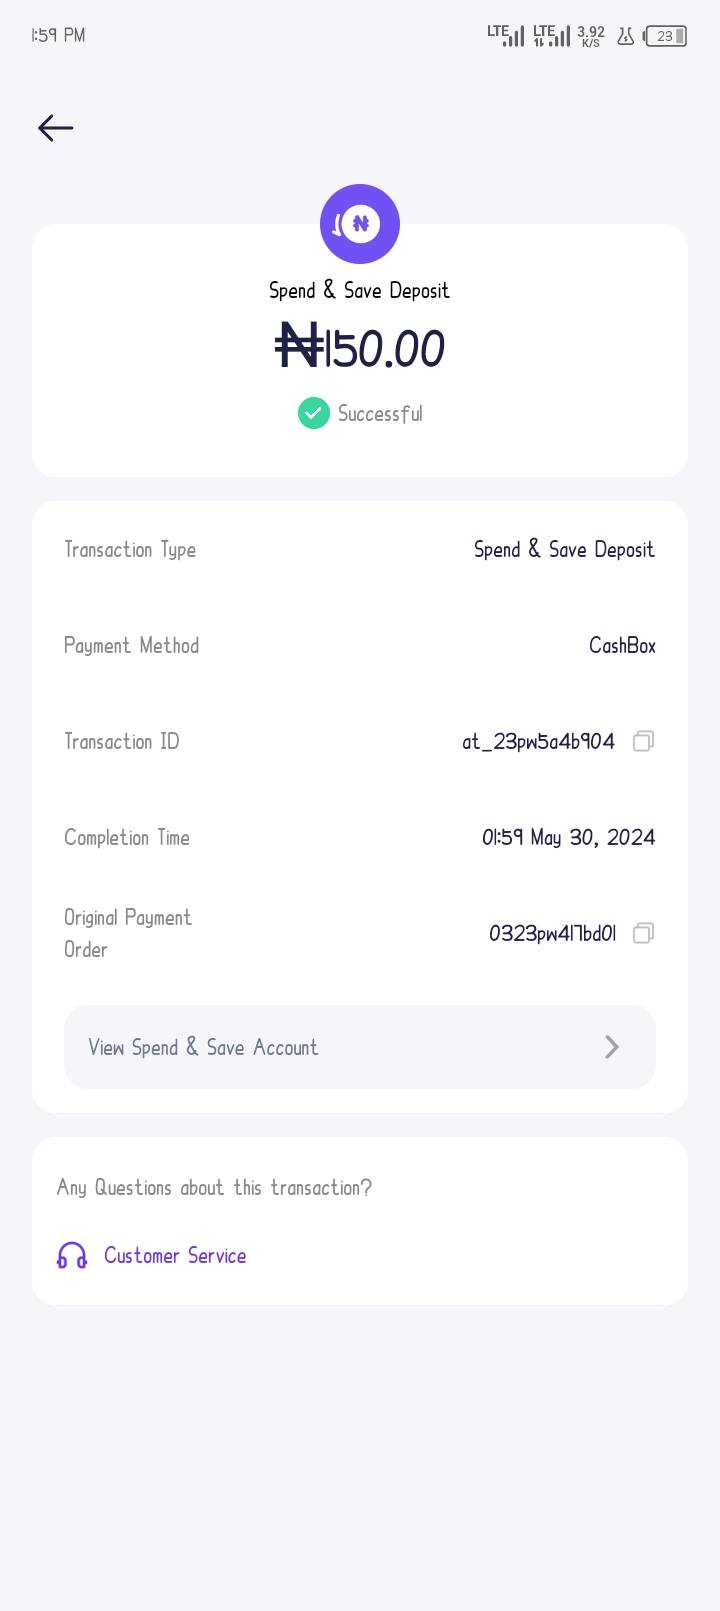 1:59 PM
LTE LTE 3.92 K/S 23
Spend & Save Deposit
₦150.00
Successful
Transaction Type Spend & Save Deposit
Payment Method CashBox
Transaction ID at_23pw5a4b904
Completion Time 01:59 May 30, 2024
Original Payment
Order 0323pw417bd01
View Spend & Save Account
Any Questions about this transaction?
Customer Service